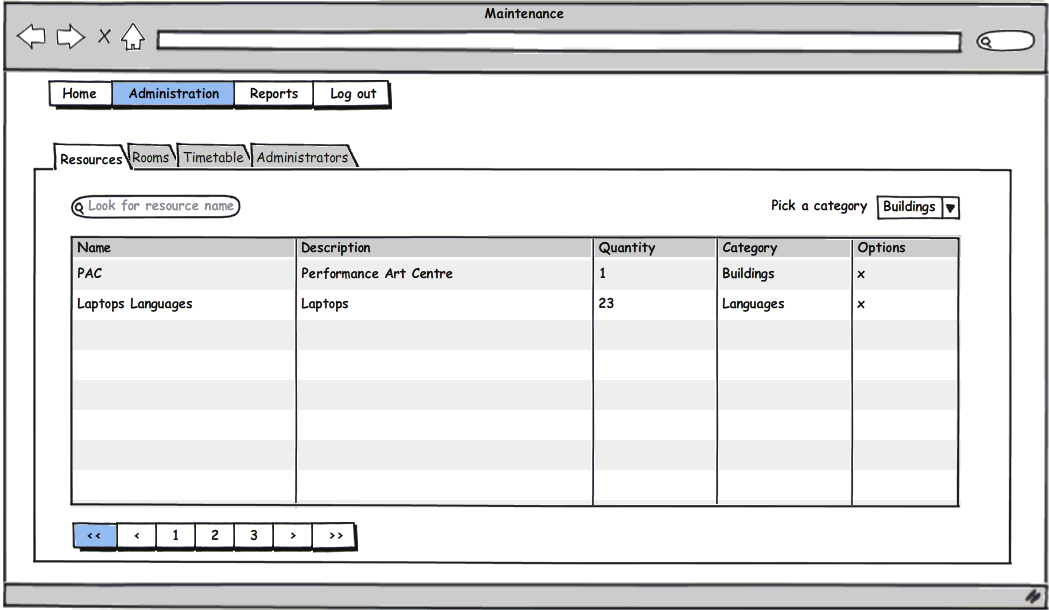 Maintenance
Home Administration Reports Log out
Resources Rooms Timetable Administrators
Look for resource name Pick a category Buildings
Name Description Quantity Category Options
PAC Performance Art Centre 1 Buildings x
Laptops Languages Laptops 23 Languages x
<< < 1 2 3 > >>